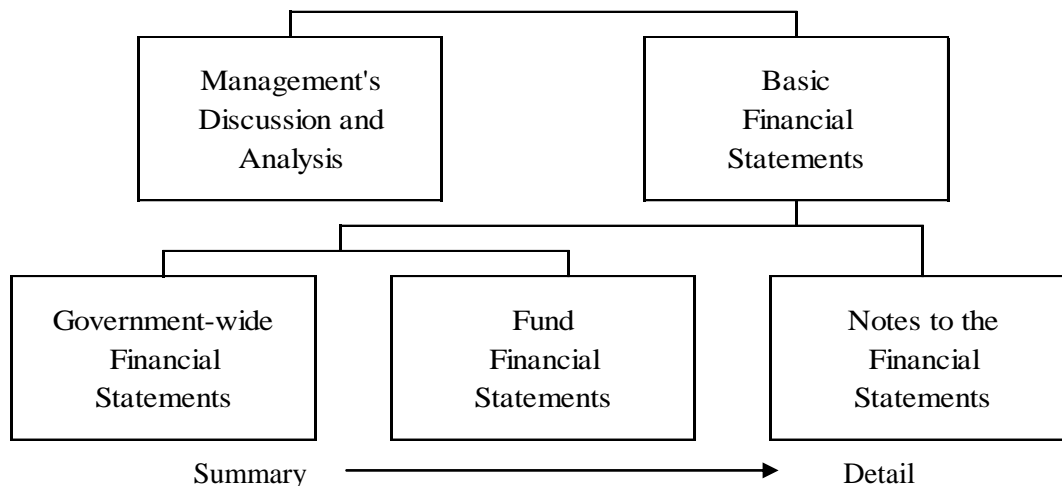 Management's
Discussion and
Analysis
Basic
Financial
Statements
Government-wide
Financial
Statements
Fund
Financial
Statements
Notes to the
Financial
Statements
Summary
Detail